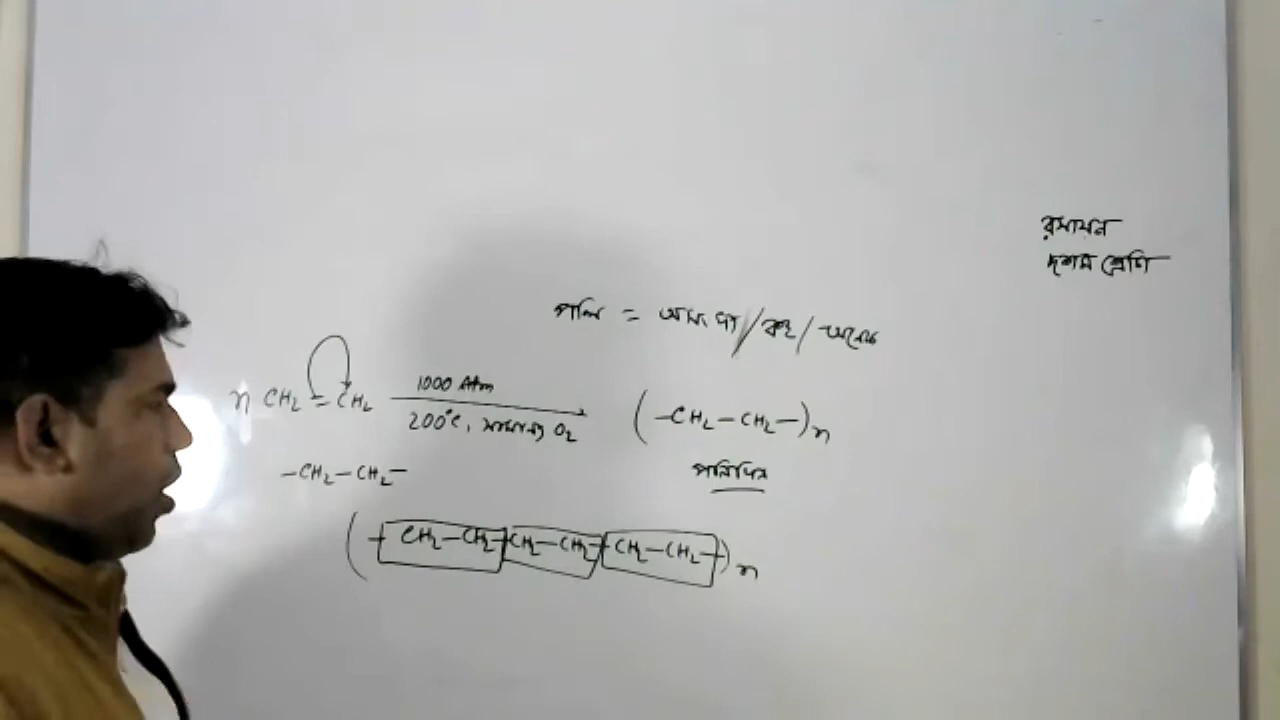 রসায়ন
দশম শ্রেণি
পলি = অসংখ্য/বহু/অনেক
n CH₂ = CH₂ 1000 Atm (–CH₂–CH₂–)n
200°C, সামান্য O₂
–CH₂–CH₂– পলিথিন
(–CH₂–CH₂–CH₂–CH₂–CH₂–CH₂–)n